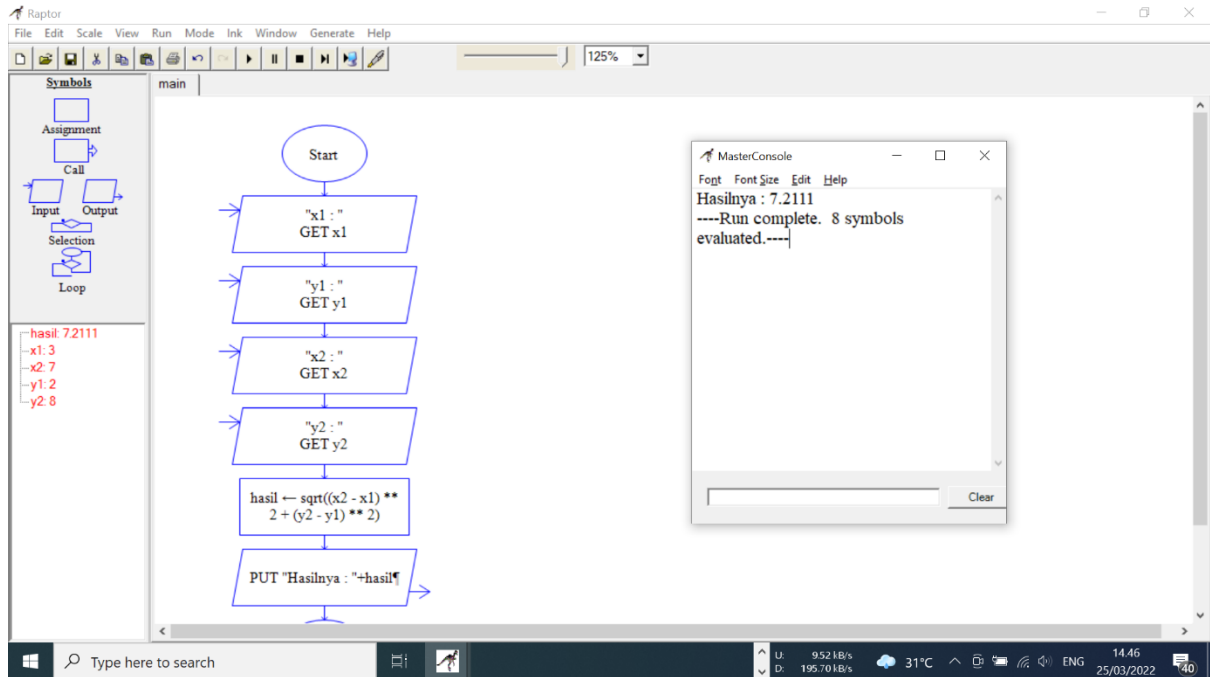 Raptor
File Edit Scale View Run Mode Ink Window Generate Help
125%
Symbols
Assignment
Call
Input Output
Selection
Loop
hasil: 7.2111
x1: 3
x2: 7
y1: 2
y2: 8
main
Start
"x1 : "
GET x1
"y1 : "
GET y1
"x2 : "
GET x2
"y2 : "
GET y2
hasil ← sqrt((x2 - x1) **
2 + (y2 - y1) ** 2)
PUT "Hasilnya : "+hasil¶
MasterConsole
Font Font Size Edit Help
Hasilnya : 7.2111
----Run complete. 8 symbols
evaluated.----
Clear
Type here to search
U: 9.52 kB/s
D: 195.70 kB/s
31°C
ENG
14.46
25/03/2022
40